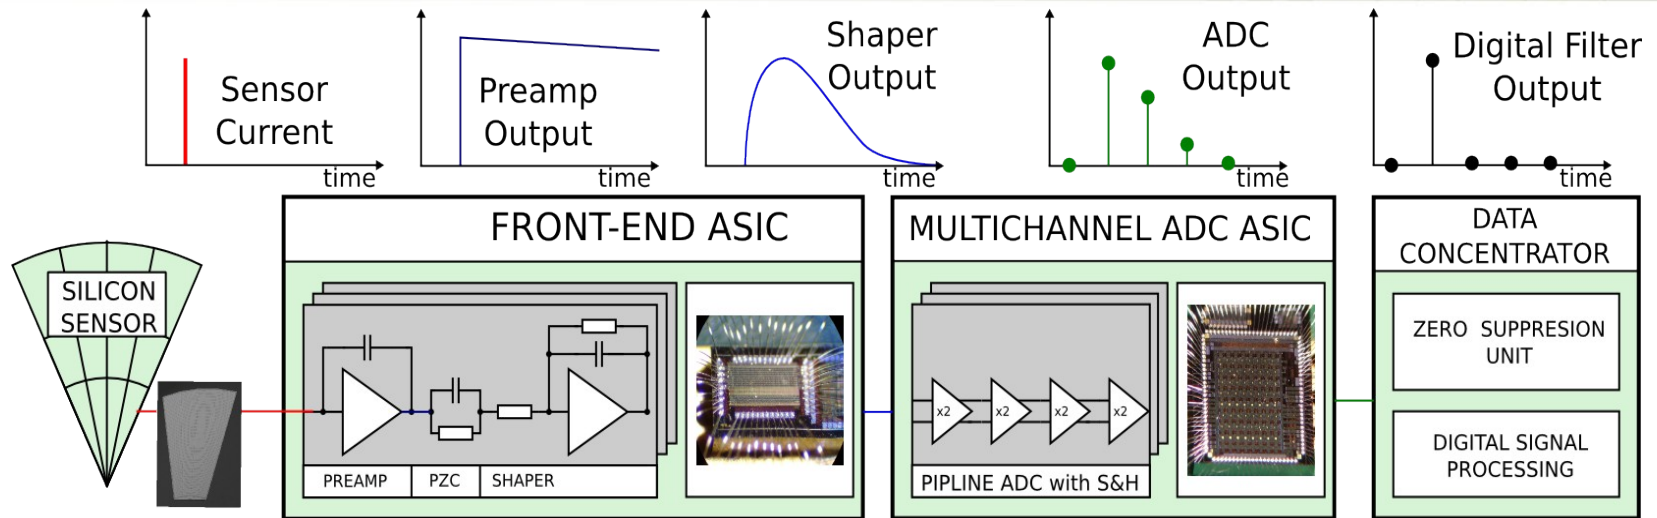 Sensor
Current
time
Preamp
Output
time
Shaper
Output
time
ADC
Output
time
Digital Filter
Output
time
SILICON
SENSOR
FRONT-END ASIC
PREAMP
PZC
SHAPER
MULTICHANNEL ADC ASIC
x2
x2
x2
x2
PIPLINE ADC with S&H
DATA
CONCENTRATOR
ZERO SUPPRESION
UNIT
DIGITAL SIGNAL
PROCESSING